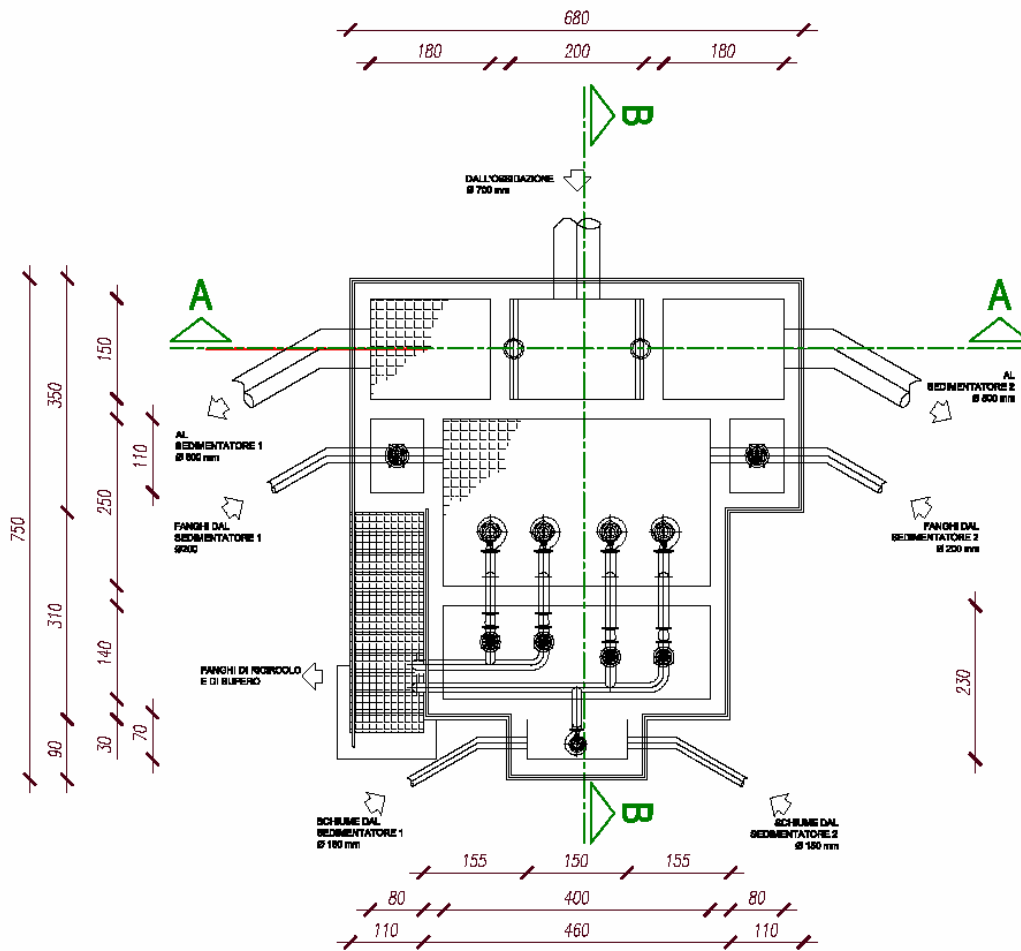 680
180
200
180
B
DALL'OSSIDAZIONE
Ø 700 mm
A
A
AL
SEDIMENTATORE 1
Ø 600 mm
AL
SEDIMENTATORE 2
Ø 600 mm
FANGHI DAL
SEDIMENTATORE 1
Ø200
FANGHI DAL
SEDIMENTATORE 2
Ø 200 mm
FANGHI DI RICIRCOLO
E DI SUPERO
SCHIUME DAL
SEDIMENTATORE 1
Ø 150 mm
SCHIUME DAL
SEDIMENTATORE 2
Ø 150 mm
B
750
350
310
90
150
250
140
30
110
70
230
155
150
155
80
400
80
110
460
110